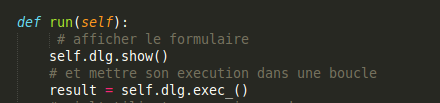 def run(self):
# afficher le formulaire
self.dlg.show()
# et mettre son execution dans une boucle
result = self.dlg.exec_()